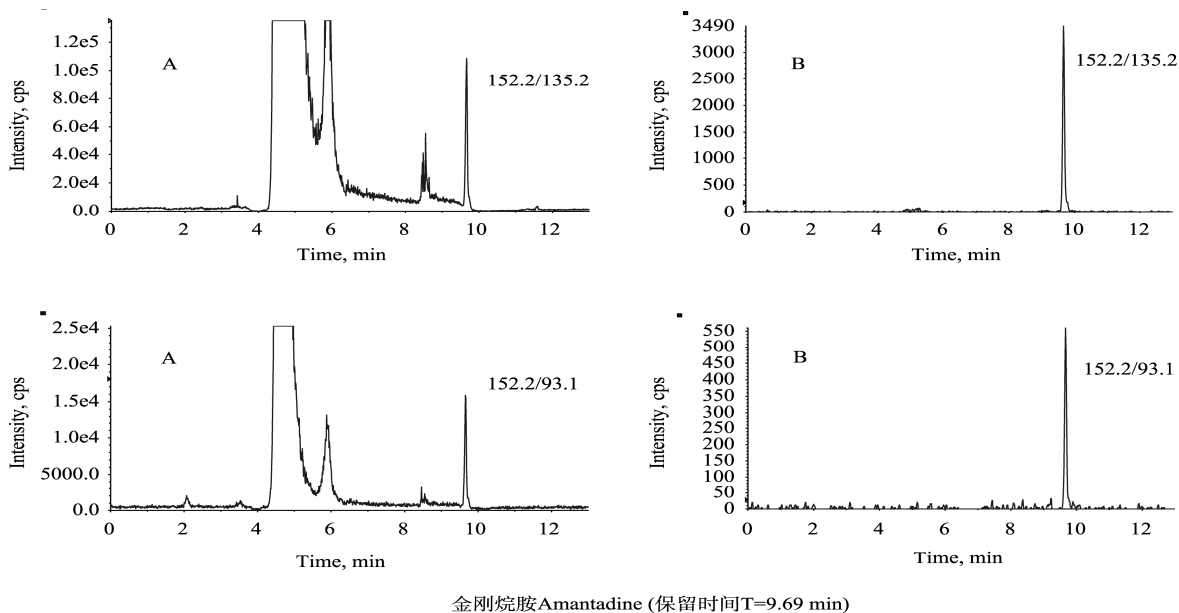 1.2e5
1.0e5
8.0e4
6.0e4
4.0e4
2.0e4
0.0
Intensity, cps
A
152.2/135.2
0 2 4 6 8 10 12
Time, min
3490
3000
2500
2000
1500
1000
500
0
Intensity, cps
B
152.2/135.2
0 2 4 6 8 10 12
Time, min
2.5e4
2.0e4
1.5e4
1.0e4
5000.0
0.0
Intensity, cps
A
152.2/93.1
0 2 4 6 8 10 12
Time, min
550
500
450
400
350
300
250
200
150
100
50
0
Intensity, cps
B
152.2/93.1
0 2 4 6 8 10 12
Time, min
金刚烷胺Amantadine (保留时间T=9.69 min)